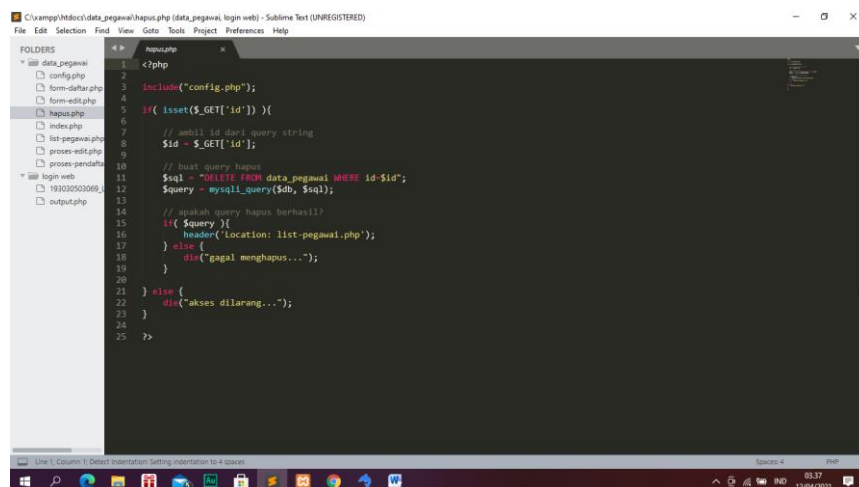 C:\xampp\htdocs\data_pegawai\hapus.php (data_pegawai, login web) - Sublime Text (UNREGISTERED)
File Edit Selection Find View Goto Tools Project Preferences Help
FOLDERS
data_pegawai
config.php
form-daftar.php
form-edit.php
hapus.php
index.php
list-pegawai.php
proses-edit.php
proses-pendafta
login web
193030503069_L
output.php
hapus.php
1 <?php
2
3 include("config.php");
4
5 if( isset($_GET['id']) ){
6
7 // ambil id dari query string
8 $id = $_GET['id'];
9
10 // buat query hapus
11 $sql = "DELETE FROM data_pegawai WHERE id=$id";
12 $query = mysqli_query($db, $sql);
13
14 // apakah query hapus berhasil?
15 if( $query ){
16 header('Location: list-pegawai.php');
17 } else {
18 die("gagal menghapus...");
19 }
20
21 } else {
22 die("akses dilarang...");
23 }
24
25 ?>
Line 1, Column 1; Detect Indentation: Setting indentation to 4 spaces
Spaces: 4 PHP
IND
03.37
12/04/2021